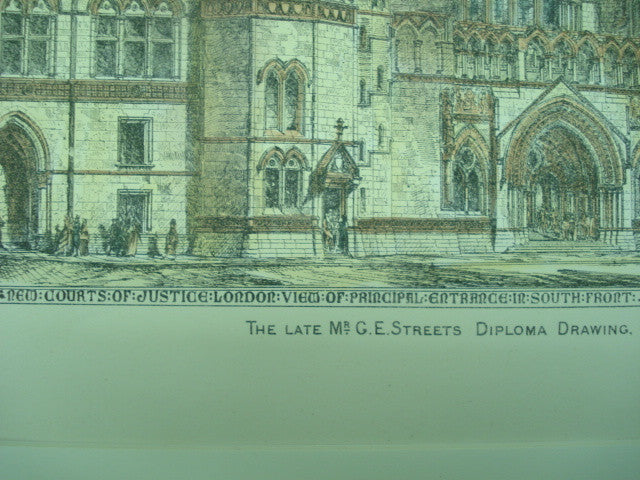 NEW:COURTS:OF:JUSTICE:LONDON:VIEW:OF:PRINCIPAL:ENTRANCE:IN:SOUTH:FRONT:
THE LATE MR. G.E. STREETS DIPLOMA DRAWING.